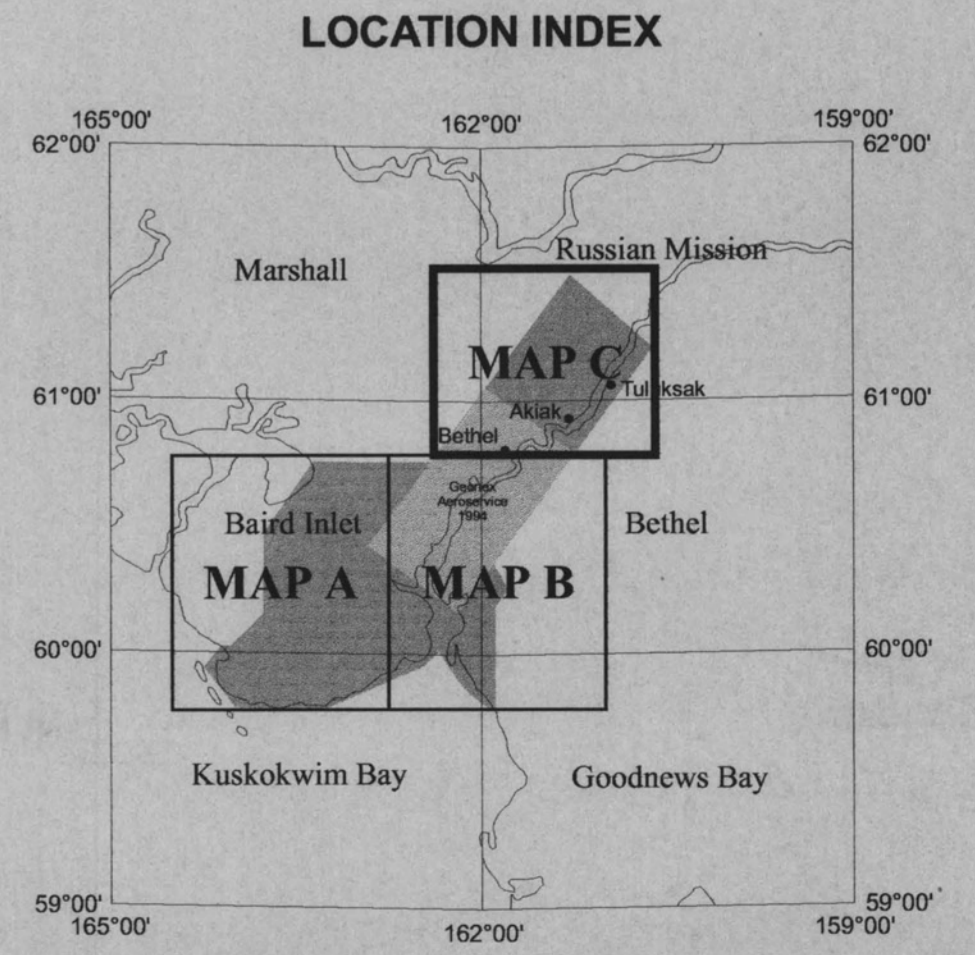 LOCATION INDEX
165°00' 162°00' 159°00'
62°00' 62°00'
Russian Mission
Marshall
MAP C
61°00' Tuluksak 61°00'
Akiak
Bethel
Geonex
Aeroservice
1994
Baird Inlet Bethel
MAP A MAP B
60°00' 60°00'
Kuskokwim Bay Goodnews Bay
59°00' 59°00'
165°00' 162°00' 159°00'